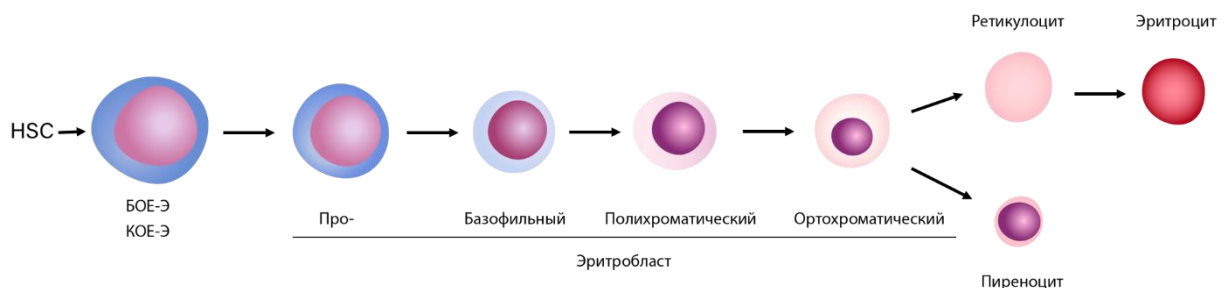 Ретикулоцит
Эритроцит
HSC
БОЕ-Э
КОЕ-Э
Про-
Базофильный
Полихроматический
Ортохроматический
Эритробласт
Пиреноцит